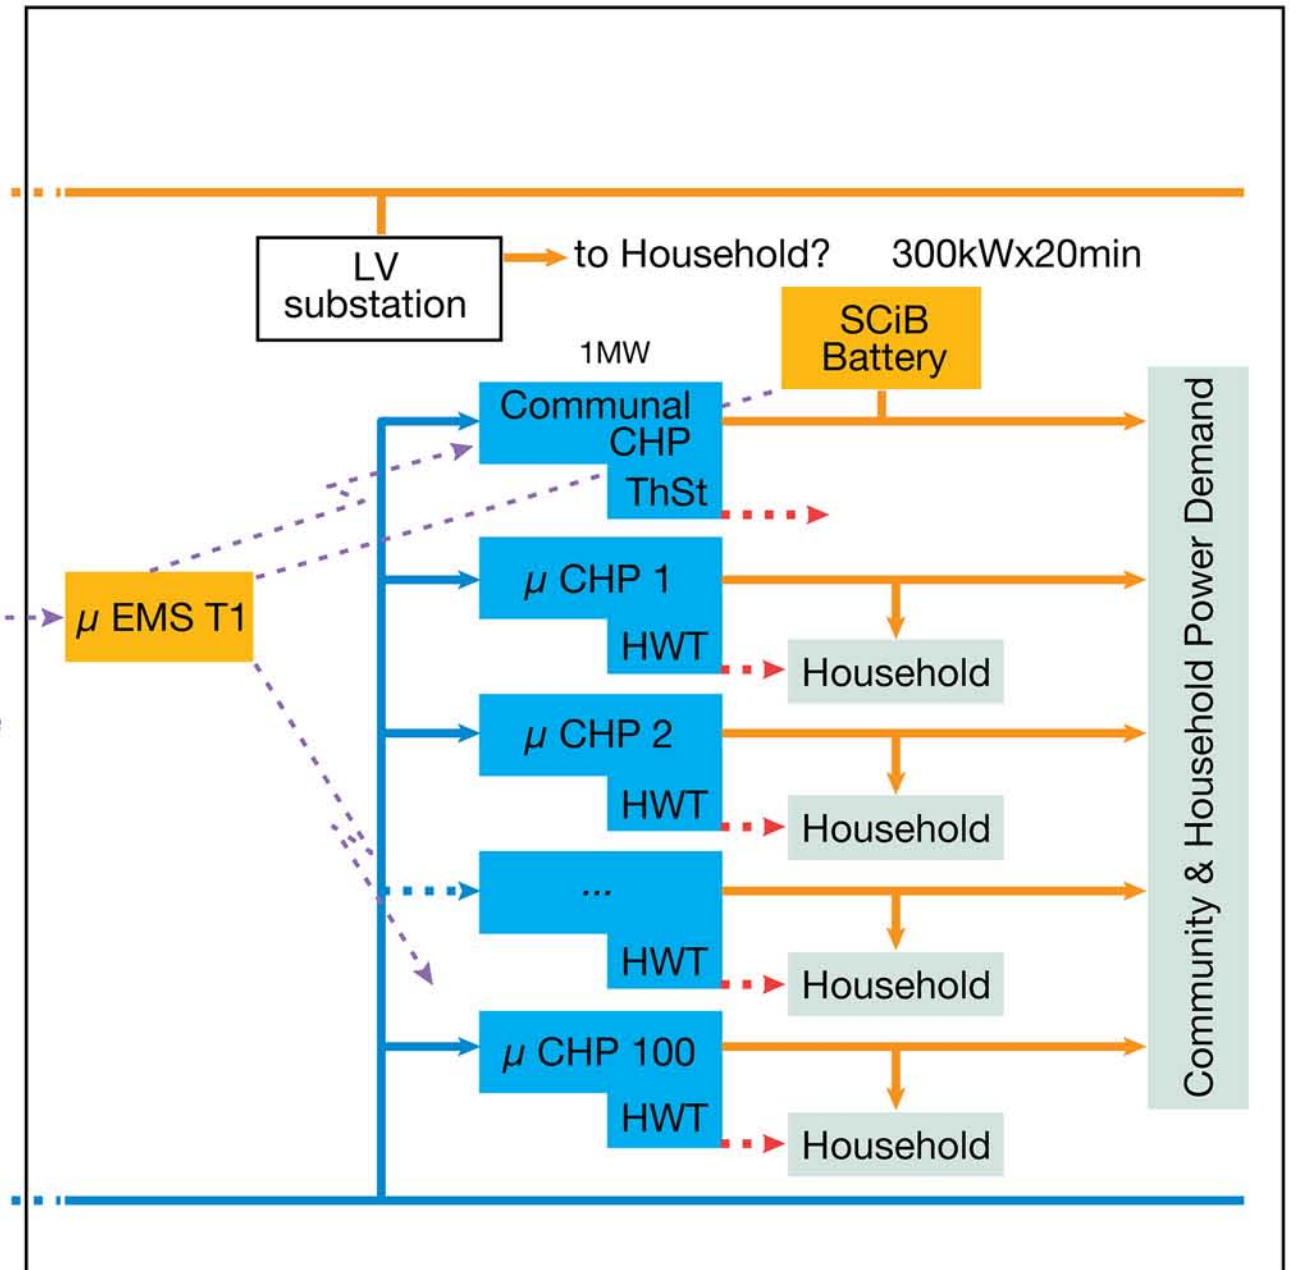 LV
substation
to Household?
300kWx20min
SCiB
Battery
1MW
Communal
CHP
ThSt
μ EMS T1
μ CHP 1
HWT
Household
μ CHP 2
HWT
Household
...
HWT
Household
μ CHP 100
HWT
Household
Community & Household Power Demand